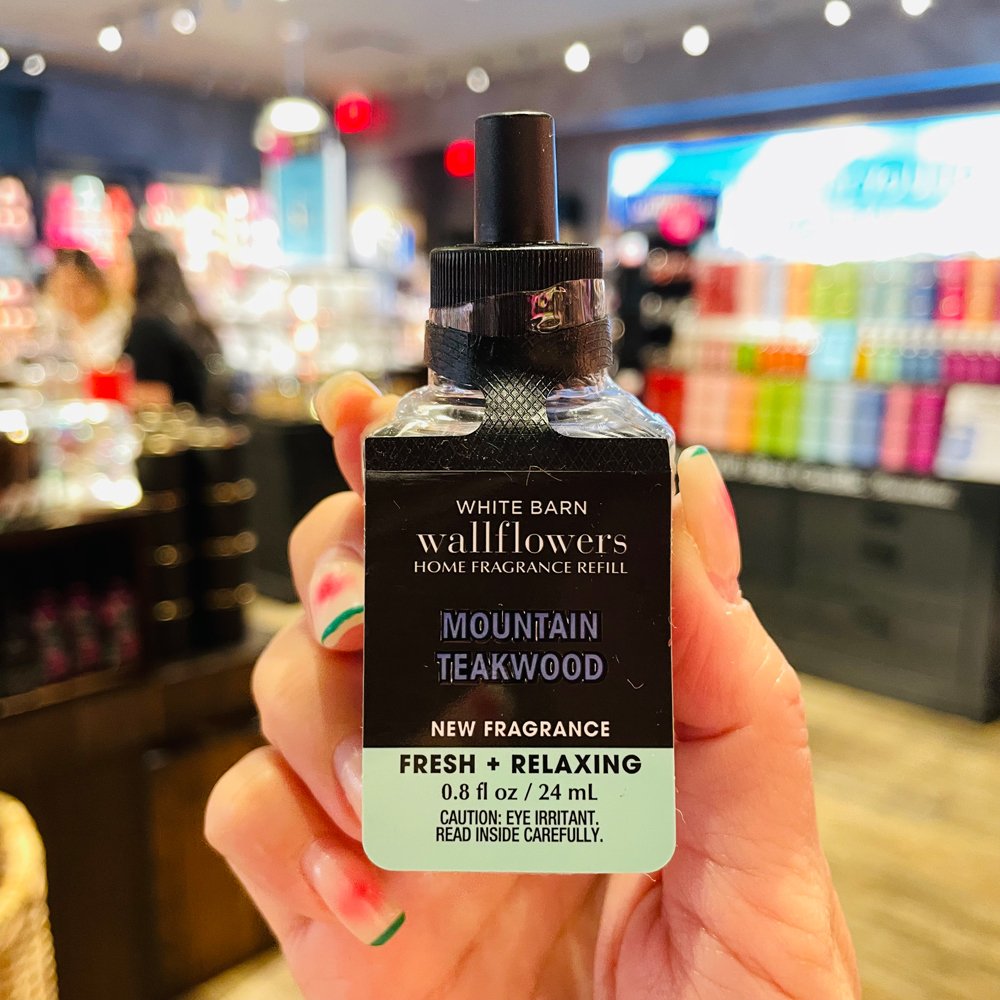 WHITE BARN
wallflowers
HOME FRAGRANCE REFILL
MOUNTAIN
TEAKWOOD
NEW FRAGRANCE
FRESH + RELAXING
0.8 fl oz / 24 mL
CAUTION: EYE IRRITANT.
READ INSIDE CAREFULLY.